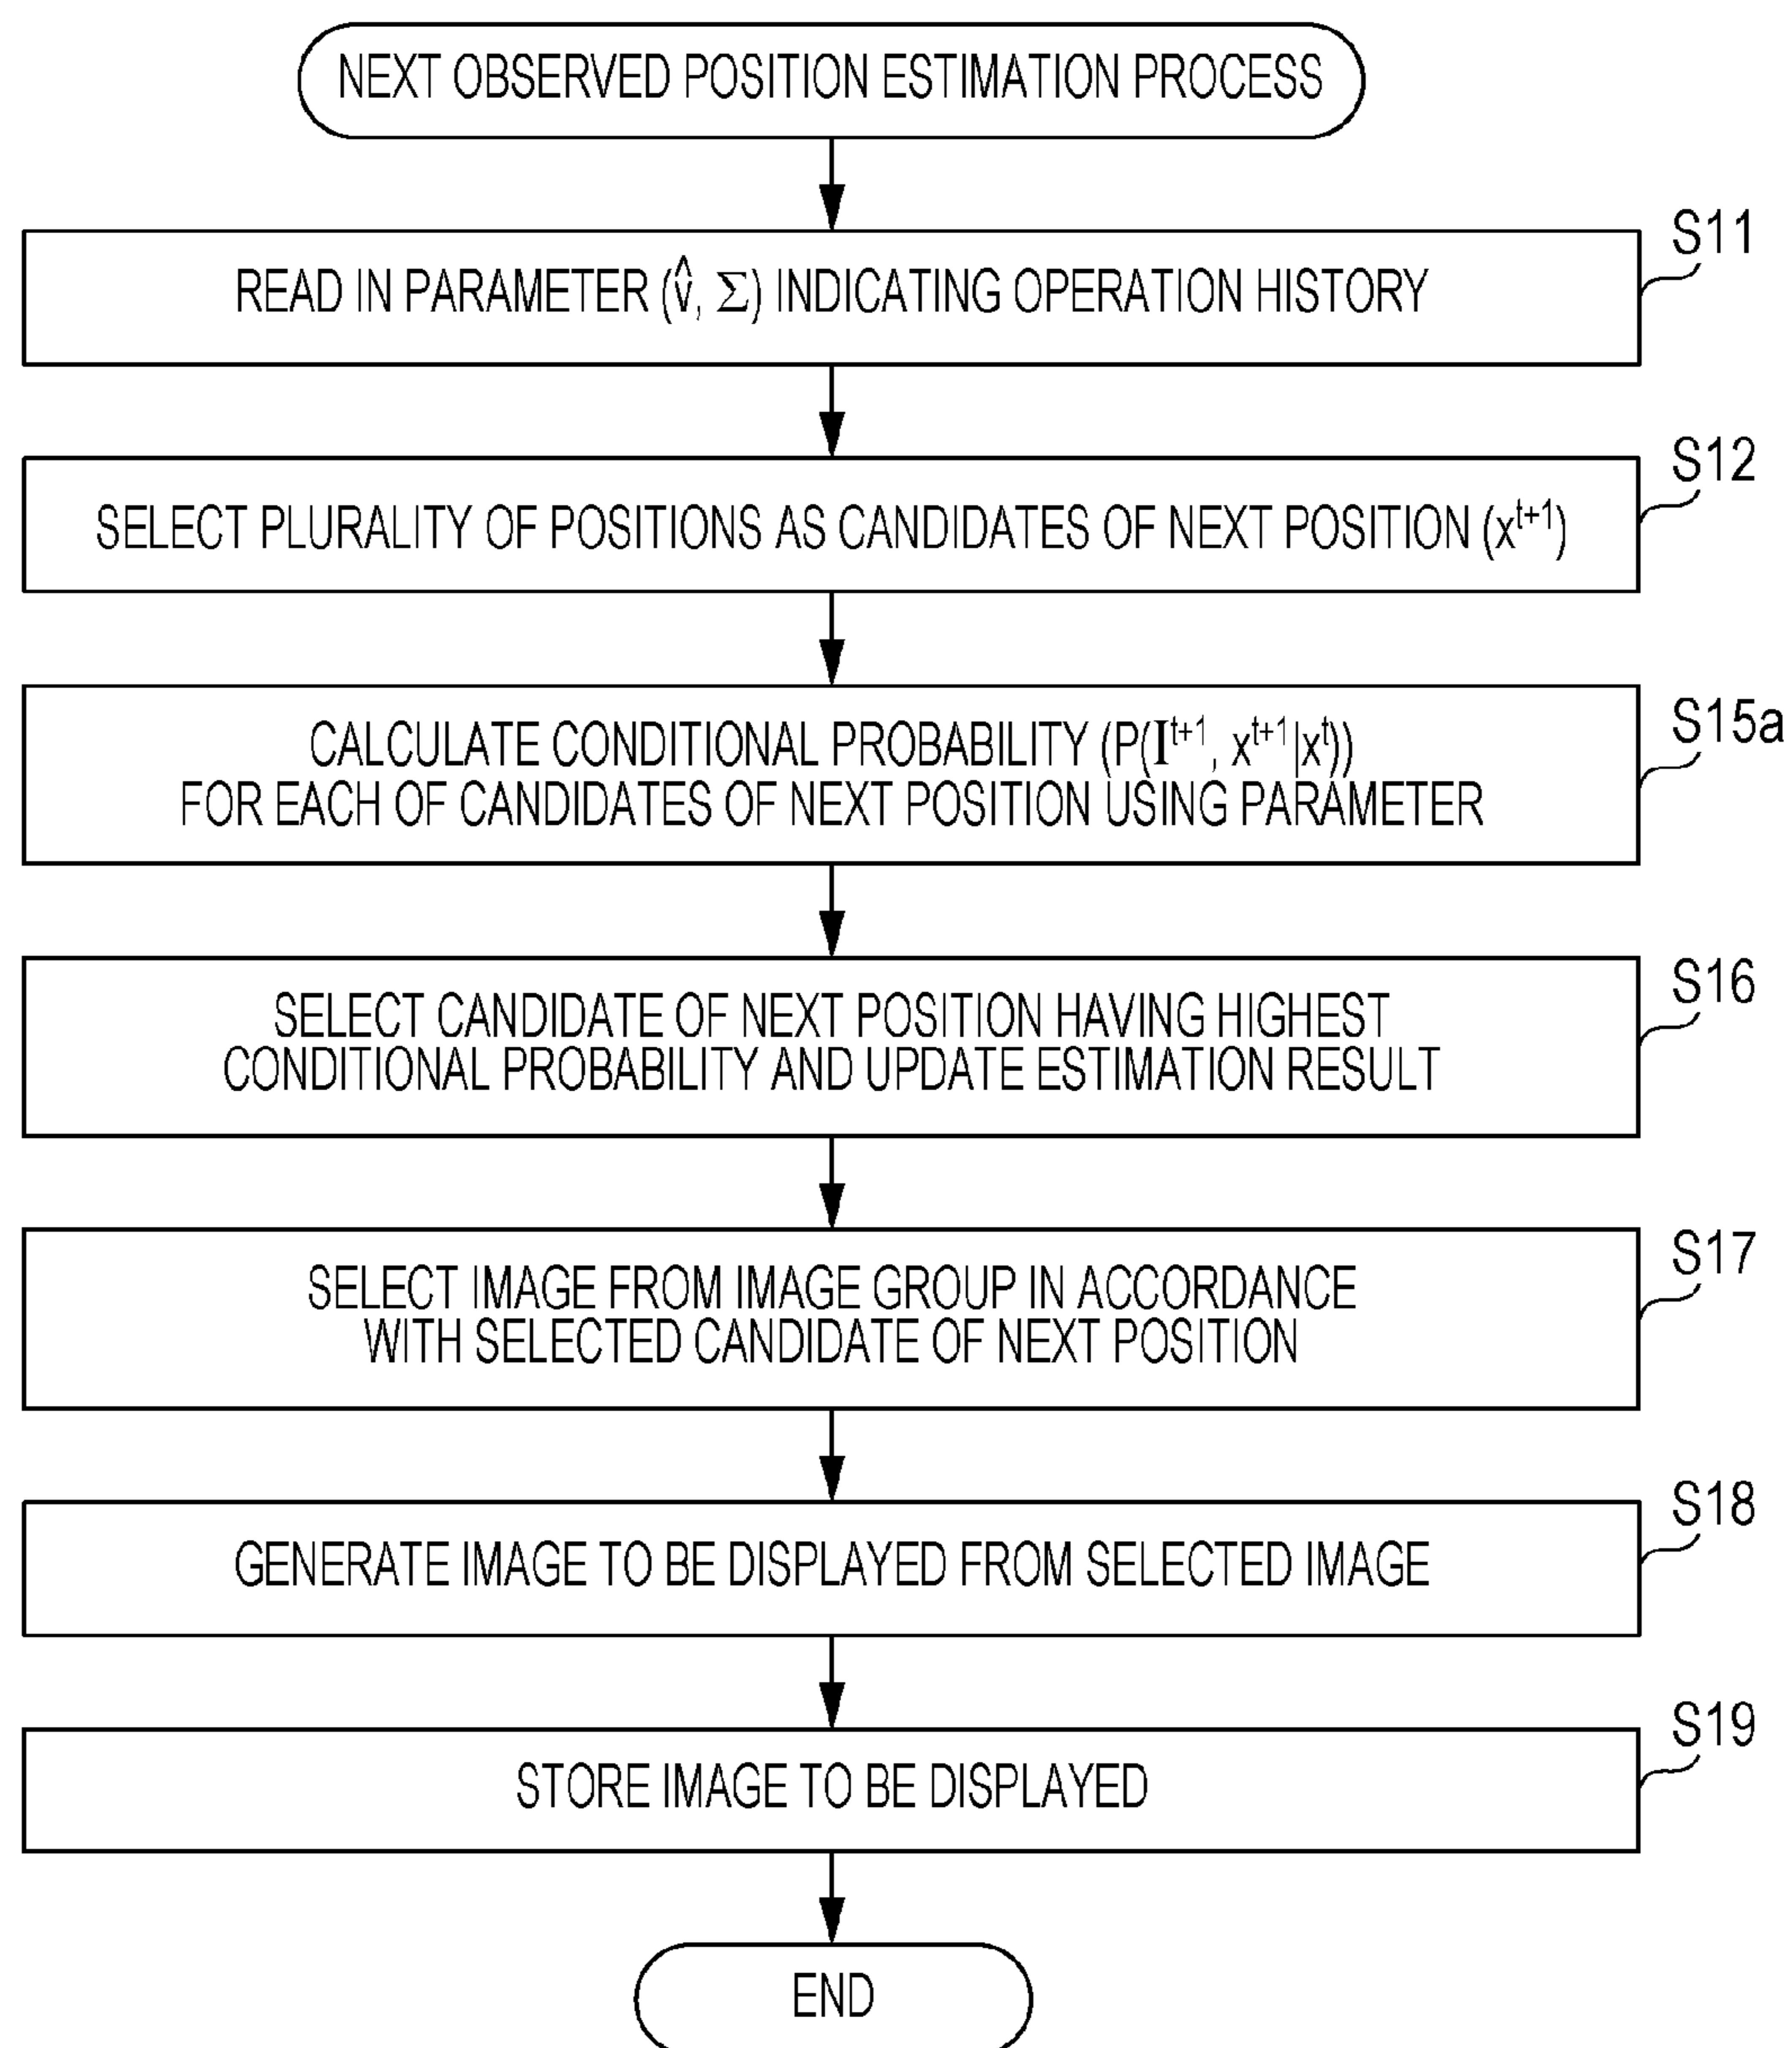 NEXT OBSERVED POSITION ESTIMATION PROCESS
S11
READ IN PARAMETER (v̂, Σ) INDICATING OPERATION HISTORY
S12
SELECT PLURALITY OF POSITIONS AS CANDIDATES OF NEXT POSITION (x^{t+1})
S15a
CALCULATE CONDITIONAL PROBABILITY (P(I^{t+1}, x^{t+1}|x^{t}))
FOR EACH OF CANDIDATES OF NEXT POSITION USING PARAMETER
S16
SELECT CANDIDATE OF NEXT POSITION HAVING HIGHEST
CONDITIONAL PROBABILITY AND UPDATE ESTIMATION RESULT
S17
SELECT IMAGE FROM IMAGE GROUP IN ACCORDANCE
WITH SELECTED CANDIDATE OF NEXT POSITION
S18
GENERATE IMAGE TO BE DISPLAYED FROM SELECTED IMAGE
S19
STORE IMAGE TO BE DISPLAYED
END